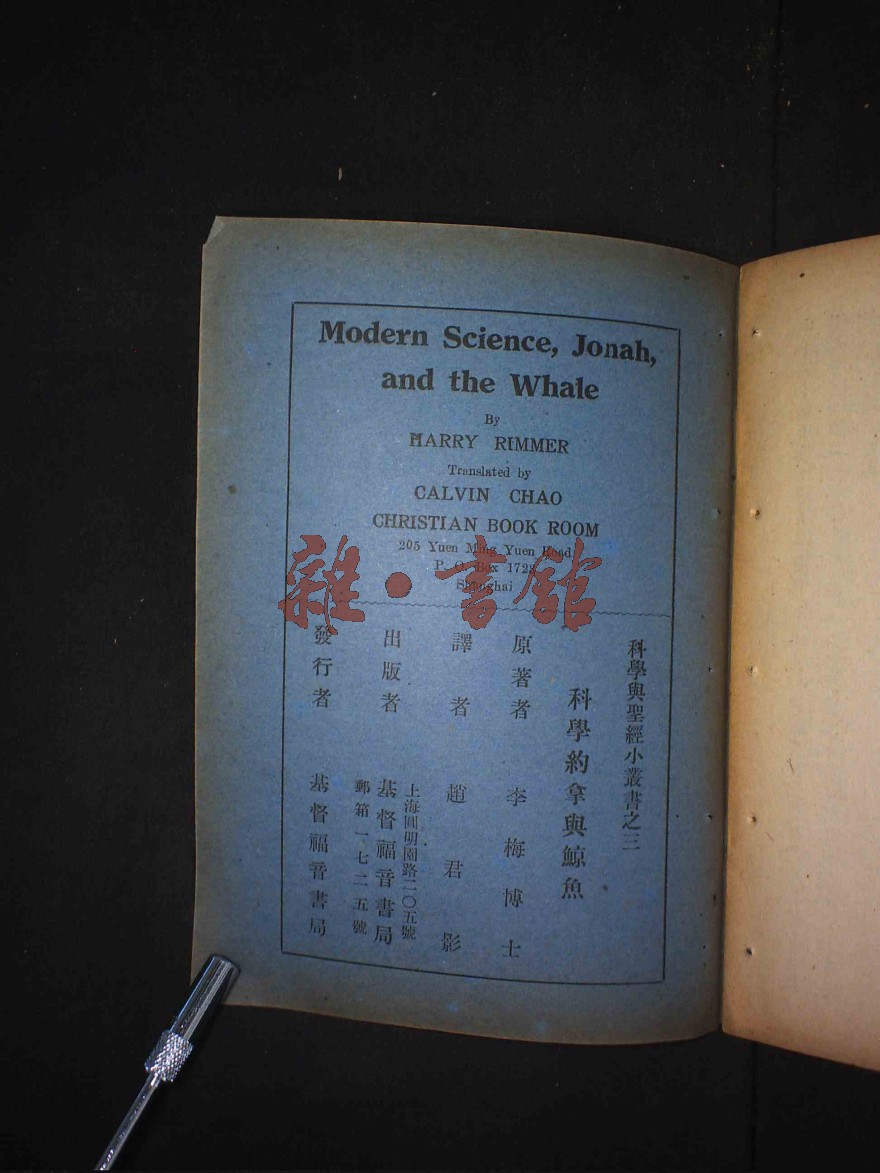 Modern Science, Jonah,
and the Whale
By
HARRY RIMMER
Translated by
CALVIN CHAO
CHRISTIAN BOOK ROOM
205 Yuen Ming Yuen Road
P. O. Box 1725
Shanghai
雜·書館
科學與聖經小叢書之三
科學約拿與鯨魚
原著者 李梅博士
譯者 趙君影
上海圓明園路二〇五號
出版者 基督福音書局
郵箱一七二五號
發行者 基督福音書局